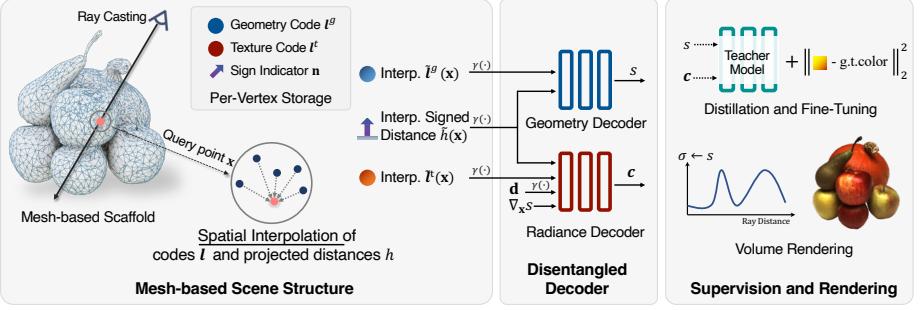 Ray Casting
Geometry Code l^g
Texture Code l^t
Sign Indicator n
Per-Vertex Storage
Query point x
Mesh-based Scaffold
Spatial Interpolation of
codes l and projected distances h
Mesh-based Scene Structure
Interp. l̃^g(x)
γ(·)
Interp. Signed
Distance h̃(x)
γ(·)
Interp. l̃^t(x)
γ(·)
d
γ(·)
∇ₓs
s
Geometry Decoder
c
Radiance Decoder
Disentangled
Decoder
s
c
Teacher
Model
+ ‖ - g.t.color ‖₂²
Distillation and Fine-Tuning
σ ← s
Ray Distance
Volume Rendering
Supervision and Rendering